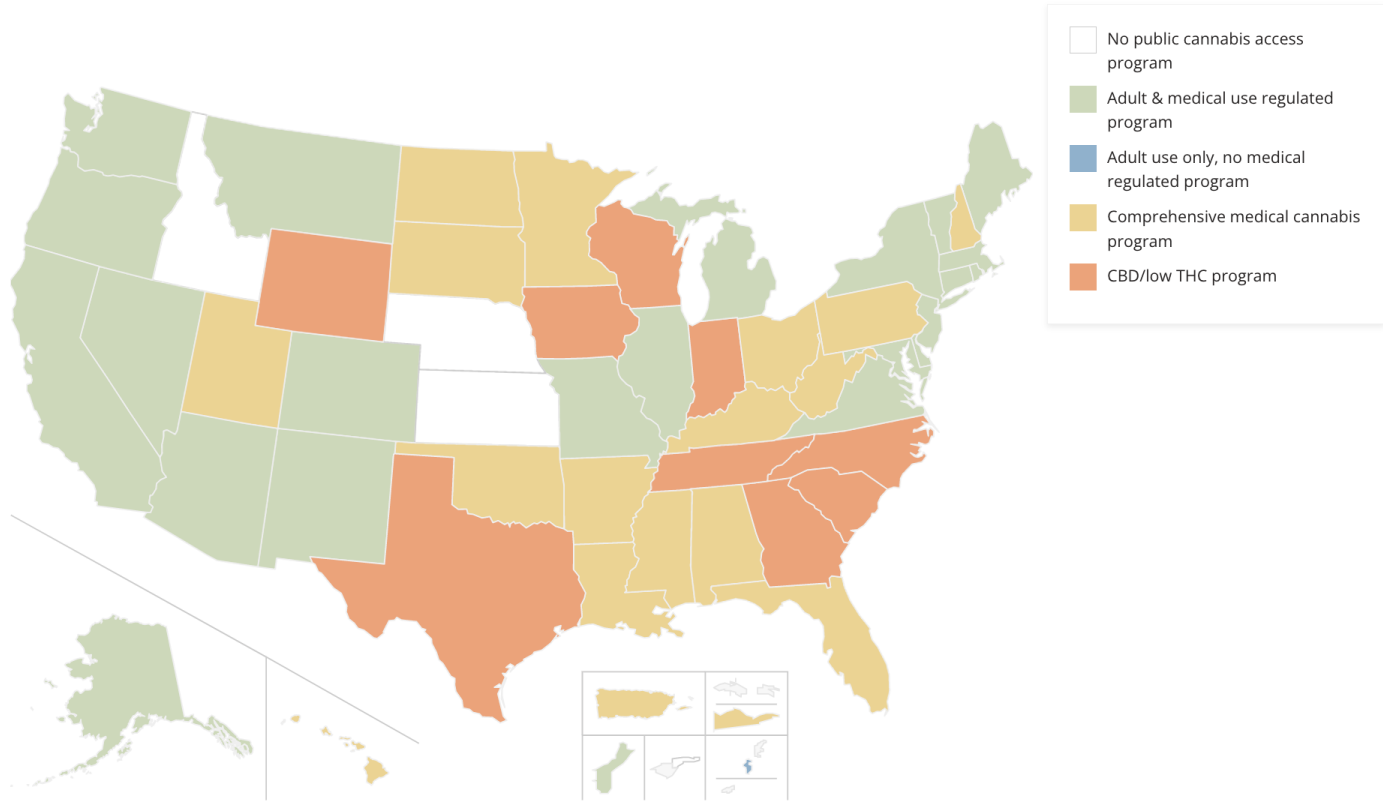 No public cannabis access
program
Adult & medical use regulated
program
Adult use only, no medical
regulated program
Comprehensive medical cannabis
program
CBD/low THC program